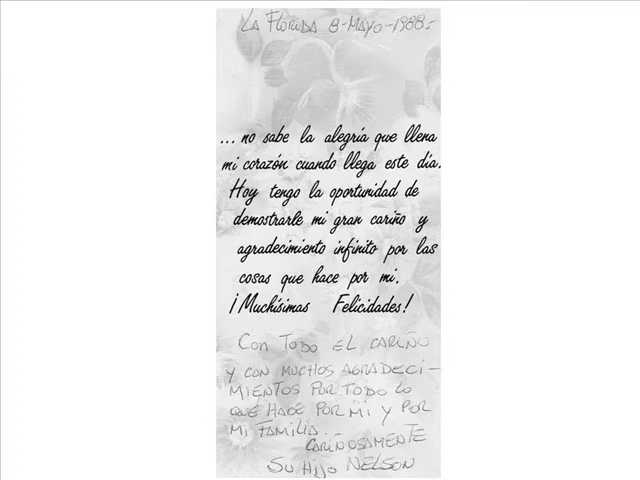 LA FLORIDA 8-MAYO-1988.-
... no sabe la alegría que llena
mi corazón cuando llega este día.
Hoy tengo la oportunidad de
demostrarle mi gran cariño y
agradecimiento infinito por las
cosas que hace por mi.
¡Muchísimas Felicidades!
CON TODO EL CARIÑO
Y CON MUCHOS AGRADECI-
MIENTOS POR TODO LO
QUE HACE POR MI Y POR
MI FAMILIA.-
CARIÑOSAMENTE
SU HIJO NELSON